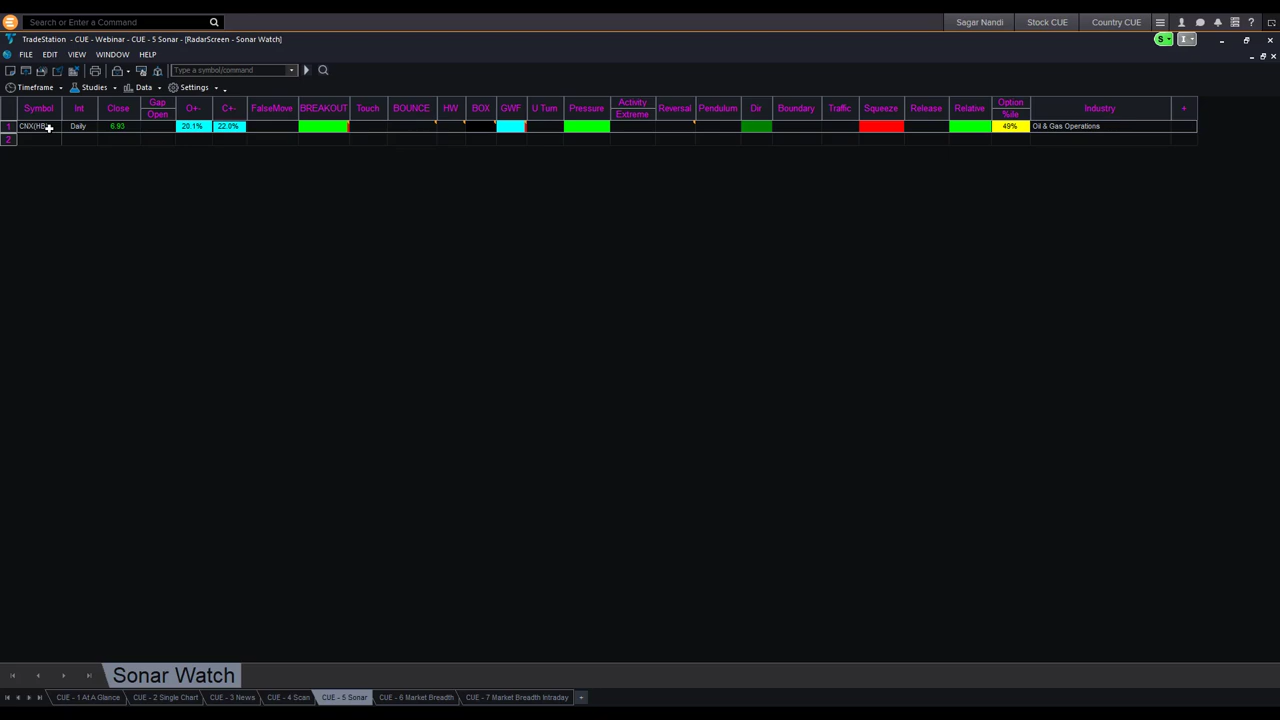 Search or Enter a Command
Sagar Nandi
Stock CUE
Country CUE
TradeStation - CUE - Webinar - CUE - 5 Sonar - [RadarScreen - Sonar Watch]
S
I
FILE EDIT VIEW WINDOW HELP
Type a symbol/command
Timeframe Studies Data Settings
Symbol Int Close Gap Open O+- C+- FalseMove BREAKOUT Touch BOUNCE HW BOX GWF U Turn Pressure Activity Extreme Reversal Pendulum Dir Boundary Traffic Squeeze Release Relative Option %ile Industry +
1 CNX(HB) Daily 6.93 20.1% 22.0% 49% Oil & Gas Operations
2
Sonar Watch
CUE - 1 At A Glance CUE - 2 Single Chart CUE - 3 News CUE - 4 Scan CUE - 5 Sonar CUE - 6 Market Breadth CUE - 7 Market Breadth Intraday +